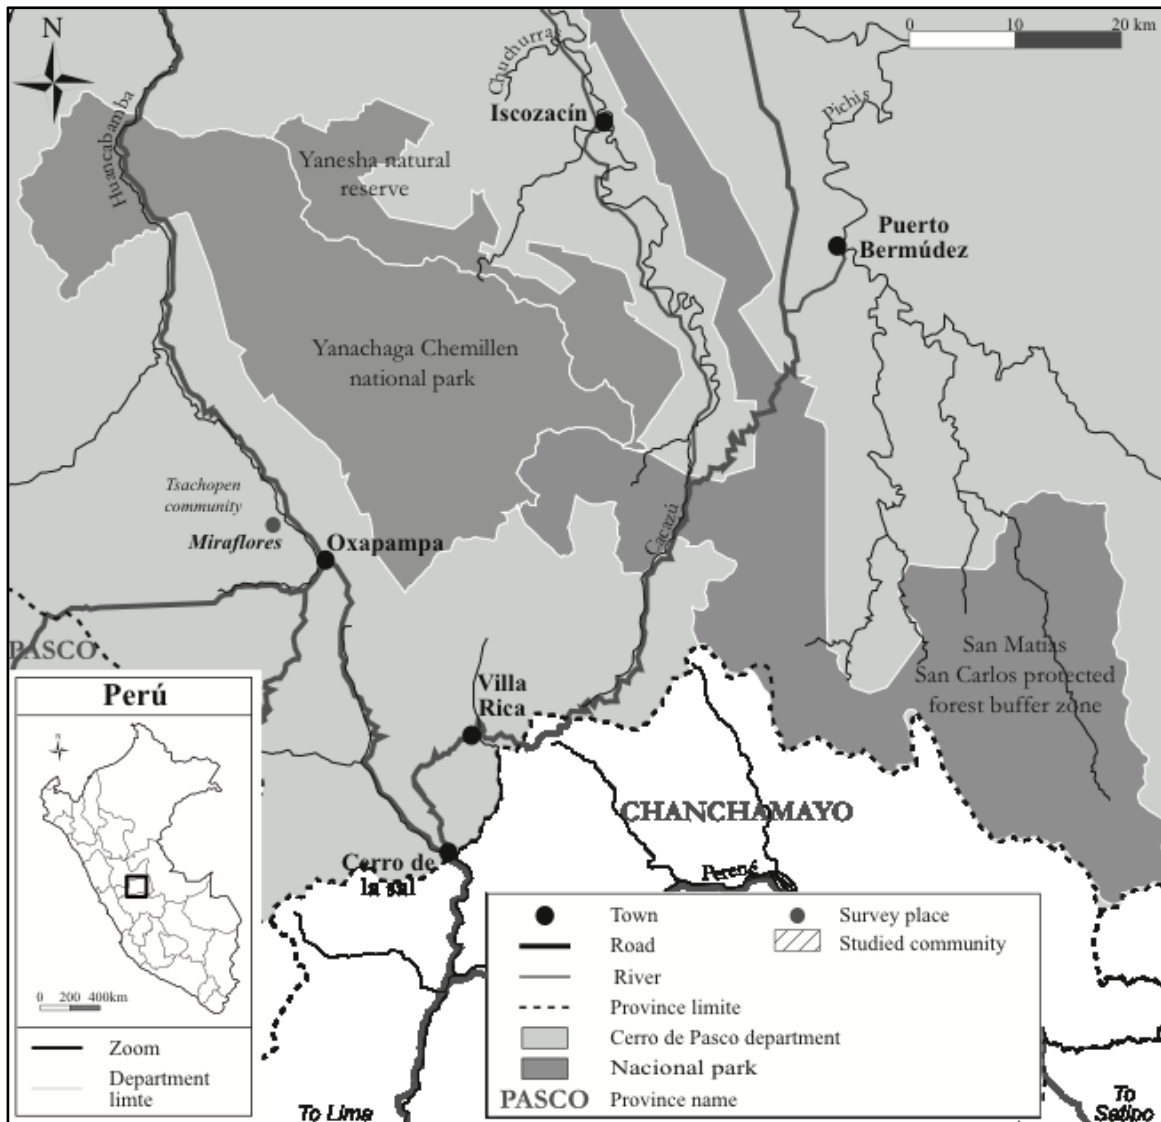 N
0 10 20 km
Chuchurras
Huancabamba
Iscozacín
Pichis
Yanesha natural
reserve
Puerto
Bermúdez
Yanachaga Chemillen
national park
Tsachopen
community
Miraflores
Oxapampa
Cacazú
PASCO
San Matías
San Carlos protected
forest buffer zone
Villa
Rica
CHANCHAMAYO
Cerro de
la sal
Perené
Perú
N
0 200 400km
Zoom
Department
limte
Town
Road
River
Province limite
Cerro de Pasco department
Nacional park
PASCO Province name
Survey place
Studied community
To Lima
To
Satipo